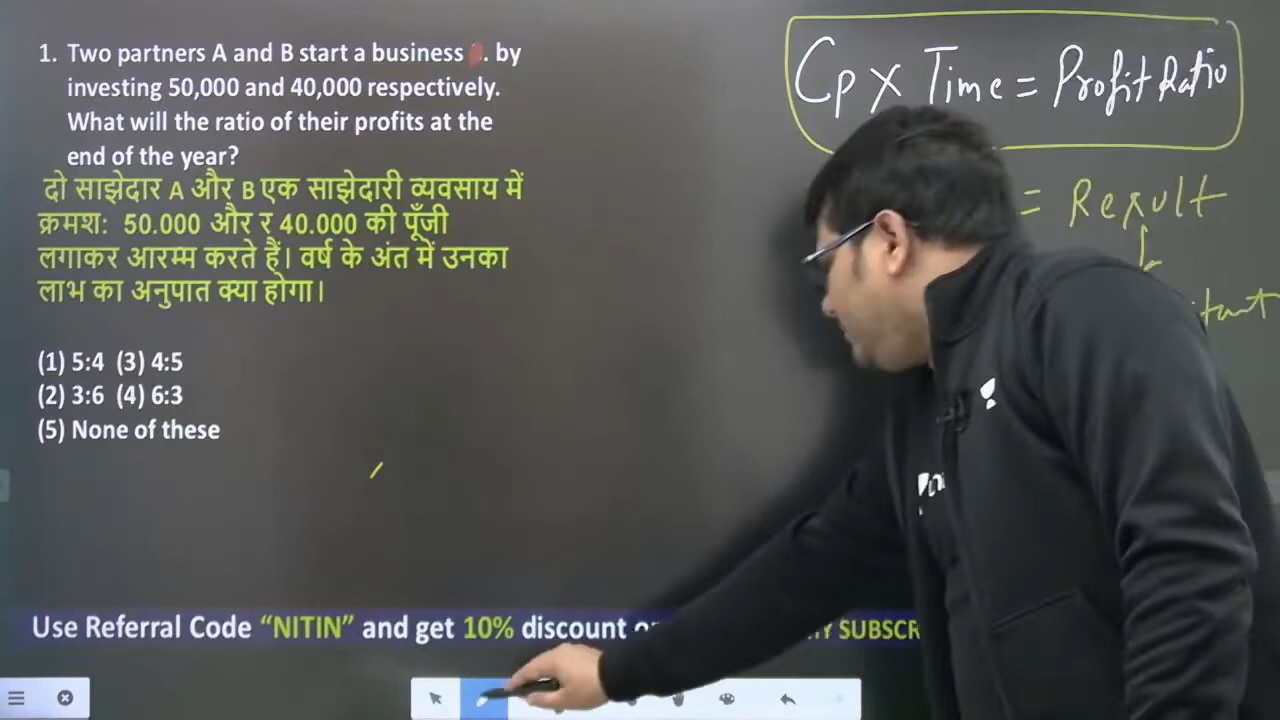 1. Two partners A and B start a business . by
investing 50,000 and 40,000 respectively.
What will the ratio of their profits at the
end of the year?
दो साझेदार A और B एक साझेदारी व्यवसाय में
क्रमश: 50.000 और र 40.000 की पूँजी
लगाकर आरम्म करते हैं। वर्ष के अंत में उनका
लाभ का अनुपात क्या होगा।
(1) 5:4 (3) 4:5
(2) 3:6 (4) 6:3
(5) None of these
Use Referral Code “NITIN” and get 10% discount
Cp x Time = Profit Ratio
= Result